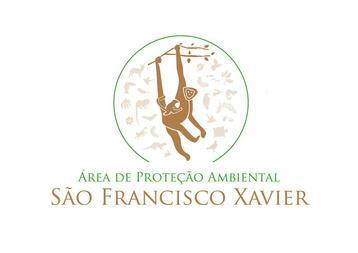 Área de Proteção Ambiental
São Francisco Xavier